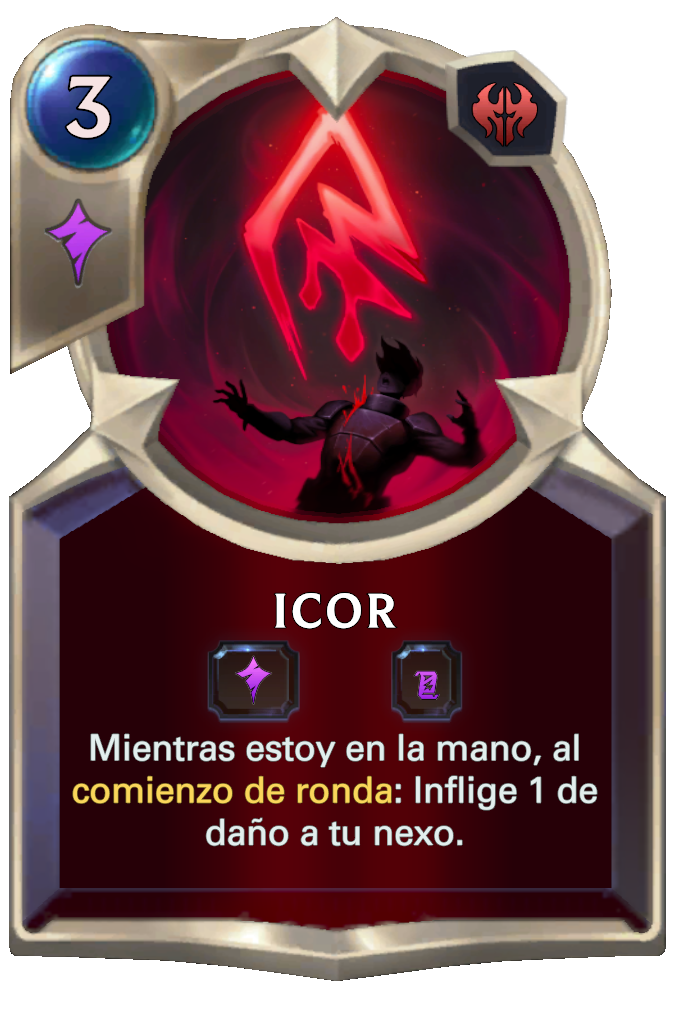 3
ICOR
Mientras estoy en la mano, al
comienzo de ronda: Inflige 1 de
daño a tu nexo.